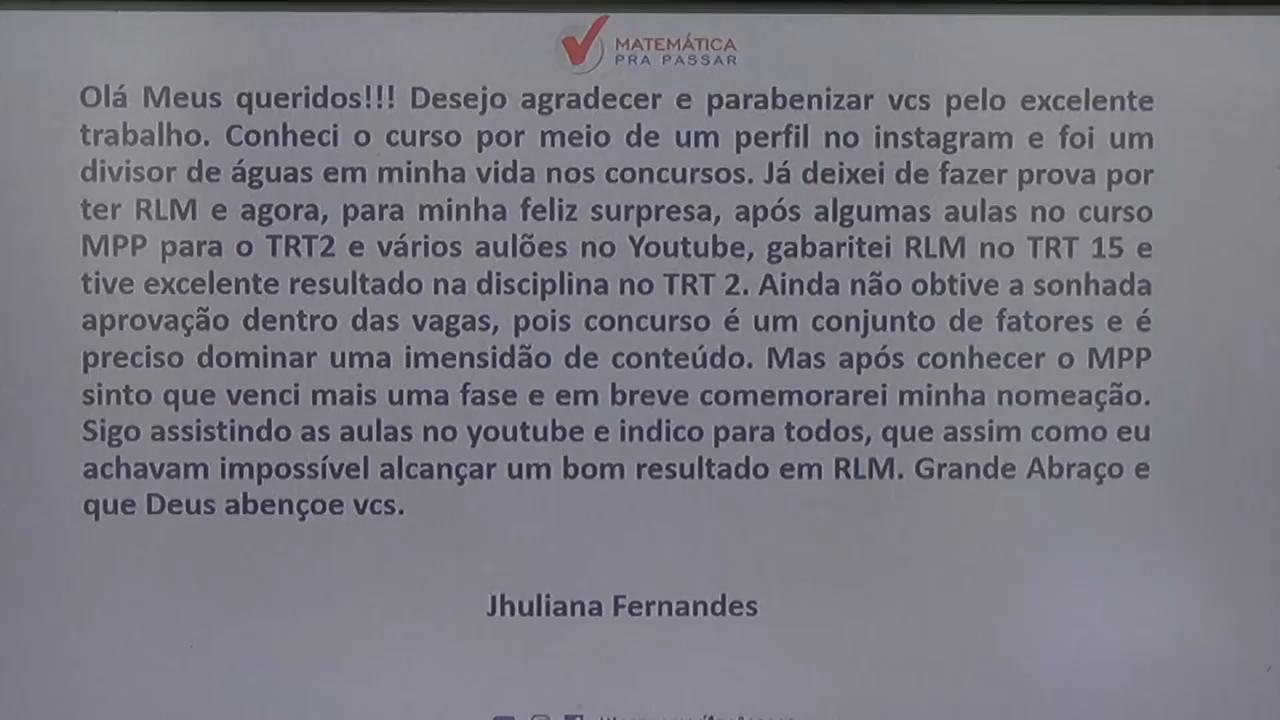 MATEMÁTICA
PRA PASSAR
Olá Meus queridos!!! Desejo agradecer e parabenizar vcs pelo excelente
trabalho. Conheci o curso por meio de um perfil no instagram e foi um
divisor de águas em minha vida nos concursos. Já deixei de fazer prova por
ter RLM e agora, para minha feliz surpresa, após algumas aulas no curso
MPP para o TRT2 e vários aulões no Youtube, gabaritei RLM no TRT 15 e
tive excelente resultado na disciplina no TRT 2. Ainda não obtive a sonhada
aprovação dentro das vagas, pois concurso é um conjunto de fatores e é
preciso dominar uma imensidão de conteúdo. Mas após conhecer o MPP
sinto que venci mais uma fase e em breve comemorarei minha nomeação.
Sigo assistindo as aulas no youtube e indico para todos, que assim como eu
achavam impossível alcançar um bom resultado em RLM. Grande Abraço e
que Deus abençoe vcs.
Jhuliana Fernandes